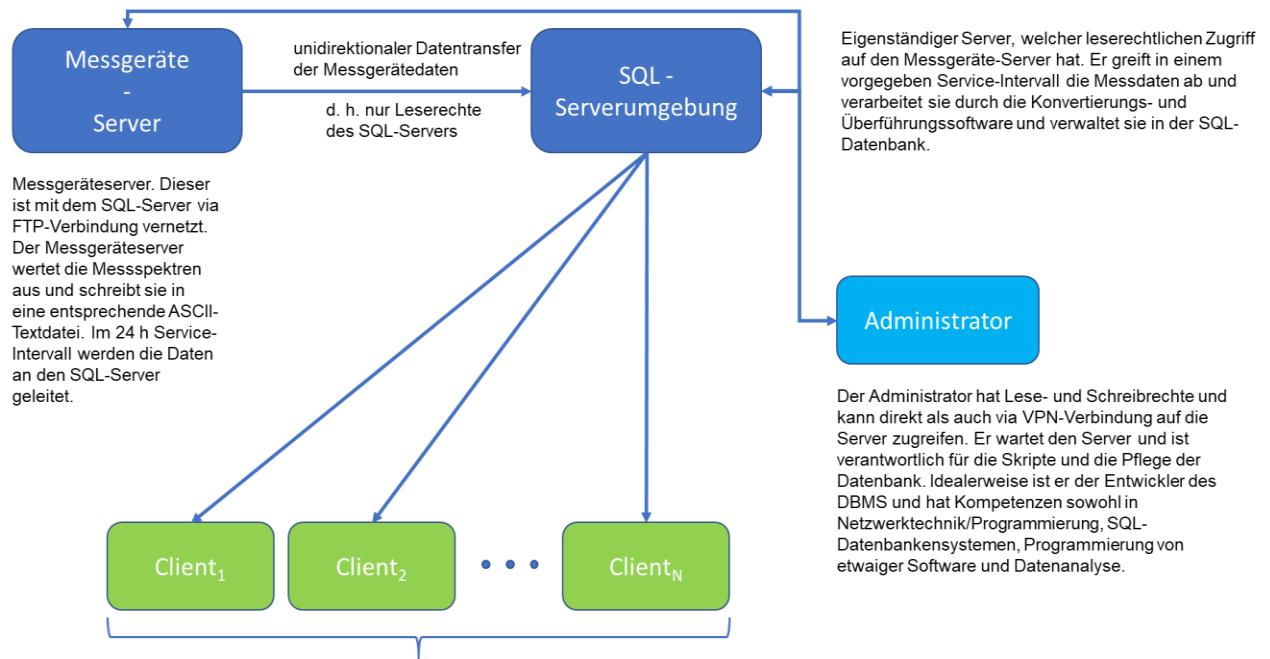 Messgeräte
-
Server
unidirektionaler Datentransfer
der Messgerätedaten
d. h. nur Leserechte
des SQL-Servers
SQL -
Serverumgebung
Eigenständiger Server, welcher leserechtlichen Zugriff
auf den Messgeräte-Server hat. Er greift in einem
vorgegeben Service-Intervall die Messdaten ab und
verarbeitet sie durch die Konvertierungs- und
Überführungssoftware und verwaltet sie in der SQL-
Datenbank.
Messgeräteserver. Dieser
ist mit dem SQL-Server via
FTP-Verbindung vernetzt.
Der Messgeräteserver
wertet die Messspektren
aus und schreibt sie in
eine entsprechende ASCII-
Textdatei. Im 24 h Service-
Intervall werden die Daten
an den SQL-Server
geleitet.
Administrator
Der Administrator hat Lese- und Schreibrechte und
kann direkt als auch via VPN-Verbindung auf die
Server zugreifen. Er wartet den Server und ist
verantwortlich für die Skripte und die Pflege der
Datenbank. Idealerweise ist er der Entwickler des
DBMS und hat Kompetenzen sowohl in
Netzwerktechnik/Programmierung, SQL-
Datenbankensystemen, Programmierung von
etwaiger Software und Datenanalyse.
Client₁
Client₂
• • •
Client_N